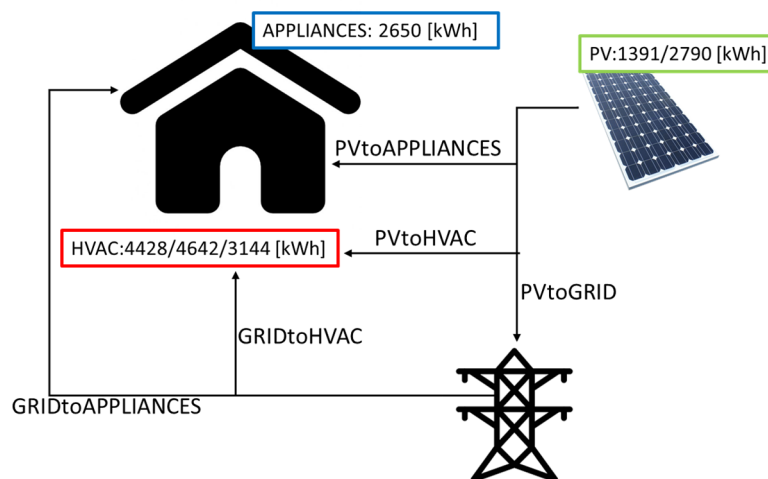 APPLIANCES: 2650 [kWh]
PV:1391/2790 [kWh]
PVtoAPPLIANCES
HVAC:4428/4642/3144 [kWh]
PVtoHVAC
PVtoGRID
GRIDtoHVAC
GRIDtoAPPLIANCES